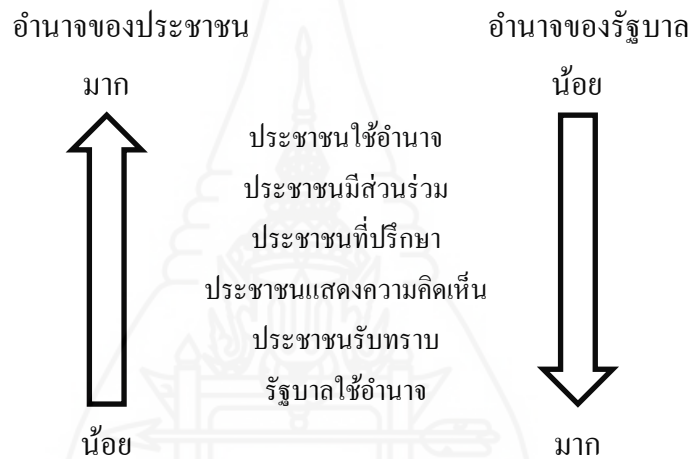 อำนาจของประชาชน
อำนาจของรัฐบาล
มาก
น้อย
ประชาชนใช้อำนาจ
ประชาชนมีส่วนร่วม
ประชาชนที่ปรึกษา
ประชาชนแสดงความคิดเห็น
ประชาชนรับทราบ
รัฐบาลใช้อำนาจ
น้อย
มาก